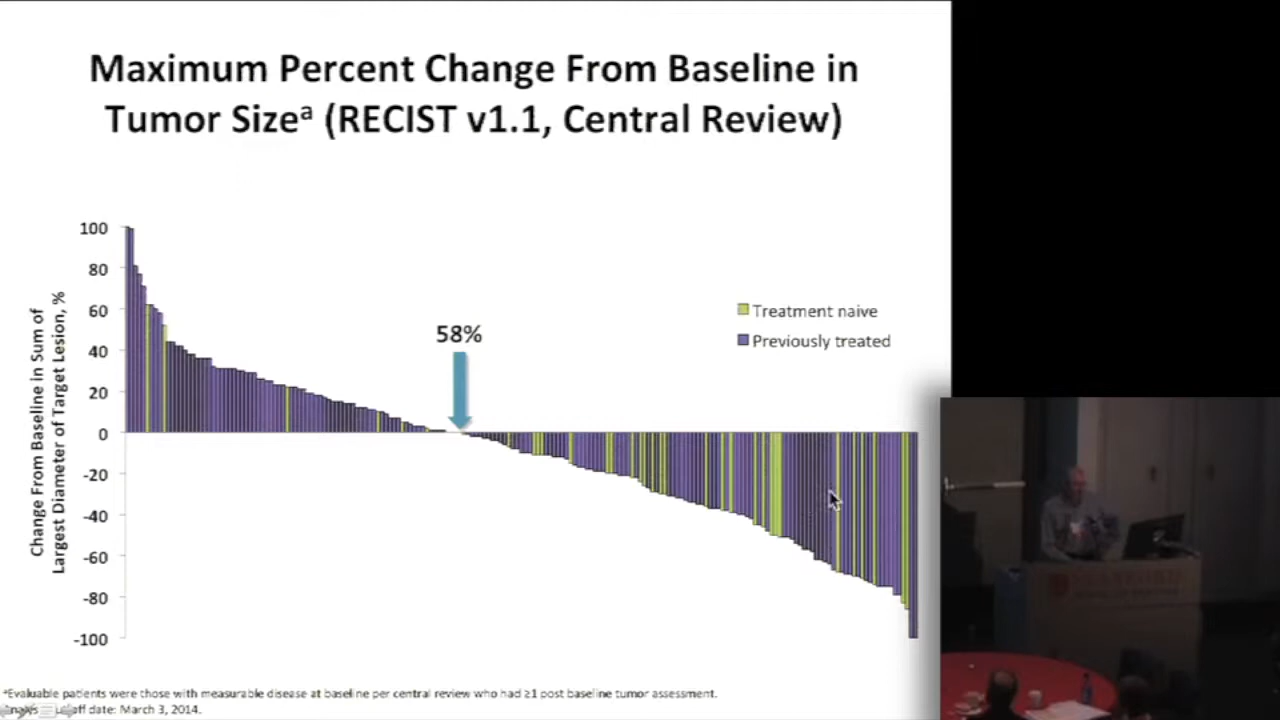 Maximum Percent Change From Baseline in
Tumor Sizeᵃ (RECIST v1.1, Central Review)
Change From Baseline in Sum of
Largest Diameter of Target Lesion, %
100
80
60
40
20
0
-20
-40
-60
-80
-100
58%
Treatment naive
Previously treated
ᵃEvaluable patients were those with measurable disease at baseline per central review who had ≥1 post baseline tumor assessment.
off date: March 3, 2014.